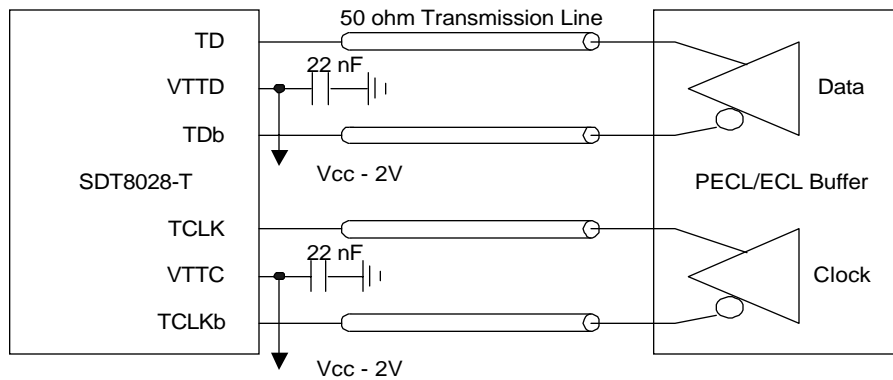 50 ohm Transmission Line
TD
22 nF
VTTD
Data
TDb
Vcc - 2V
SDT8028-T
PECL/ECL Buffer
TCLK
22 nF
VTTC
Clock
TCLKb
Vcc - 2V